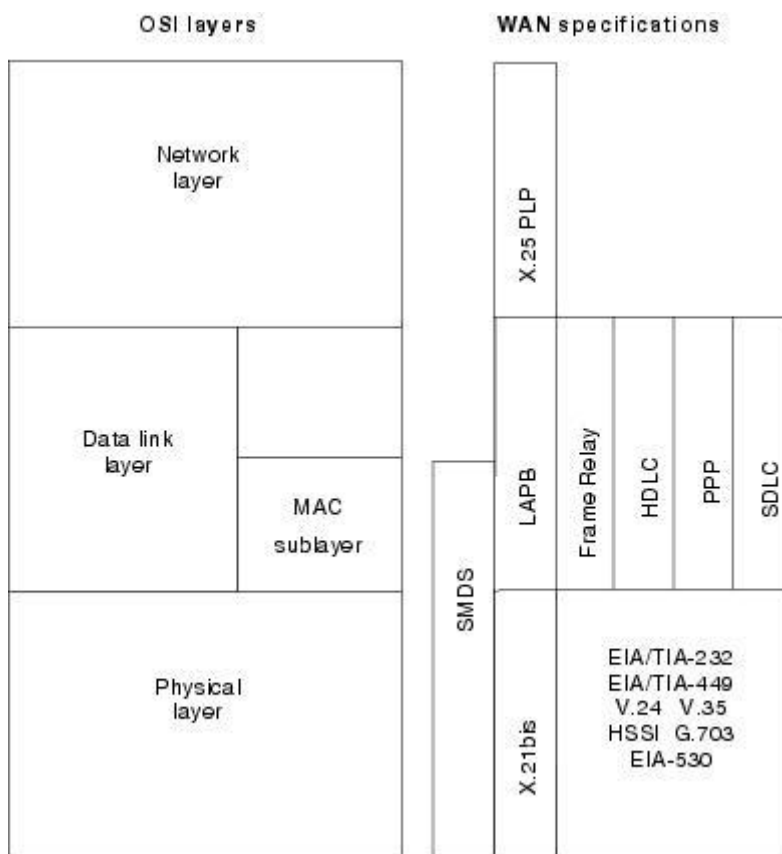 OSI layers
WAN specifications
Network
layer
Data link
layer
MAC
sublayer
Physical
layer
X.25 PLP
LAPB
Frame Relay
HDLC
PPP
SDLC
SMDS
X.21bis
EIA/TIA-232
EIA/TIA-449
V.24 V.35
HSSI G.703
EIA-530